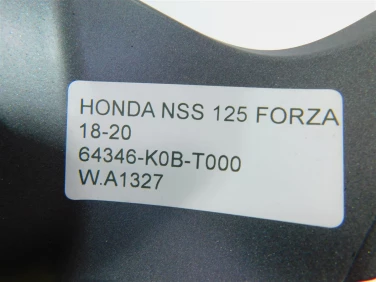 HONDA NSS 125 FORZA
18-20
64346-K0B-T000
W.A1327